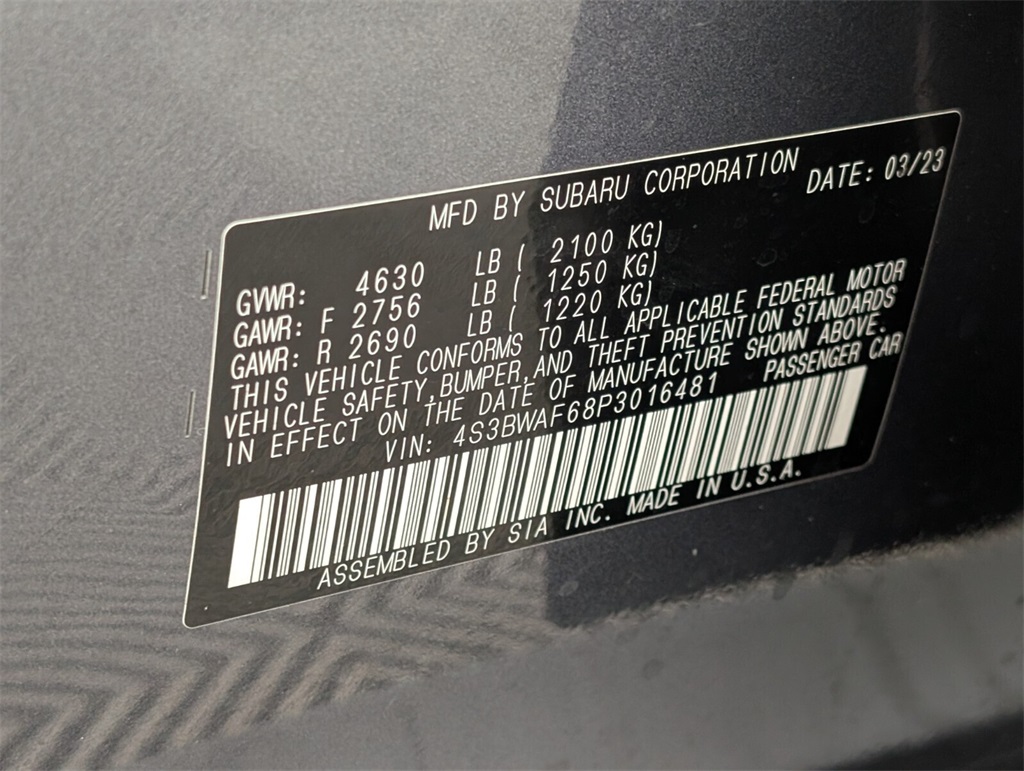 MFD BY SUBARU CORPORATION DATE: 03/23
GVWR: 4630 LB ( 2100 KG)
GAWR: F 2756 LB ( 1250 KG)
GAWR: R 2690 LB ( 1220 KG)
THIS VEHICLE CONFORMS TO ALL APPLICABLE FEDERAL MOTOR
VEHICLE SAFETY,BUMPER,AND THEFT PREVENTION STANDARDS
IN EFFECT ON THE DATE OF MANUFACTURE SHOWN ABOVE.
VIN: 4S3BWAF68P3016481 PASSENGER CAR
ASSEMBLED BY SIA INC. MADE IN U.S.A.